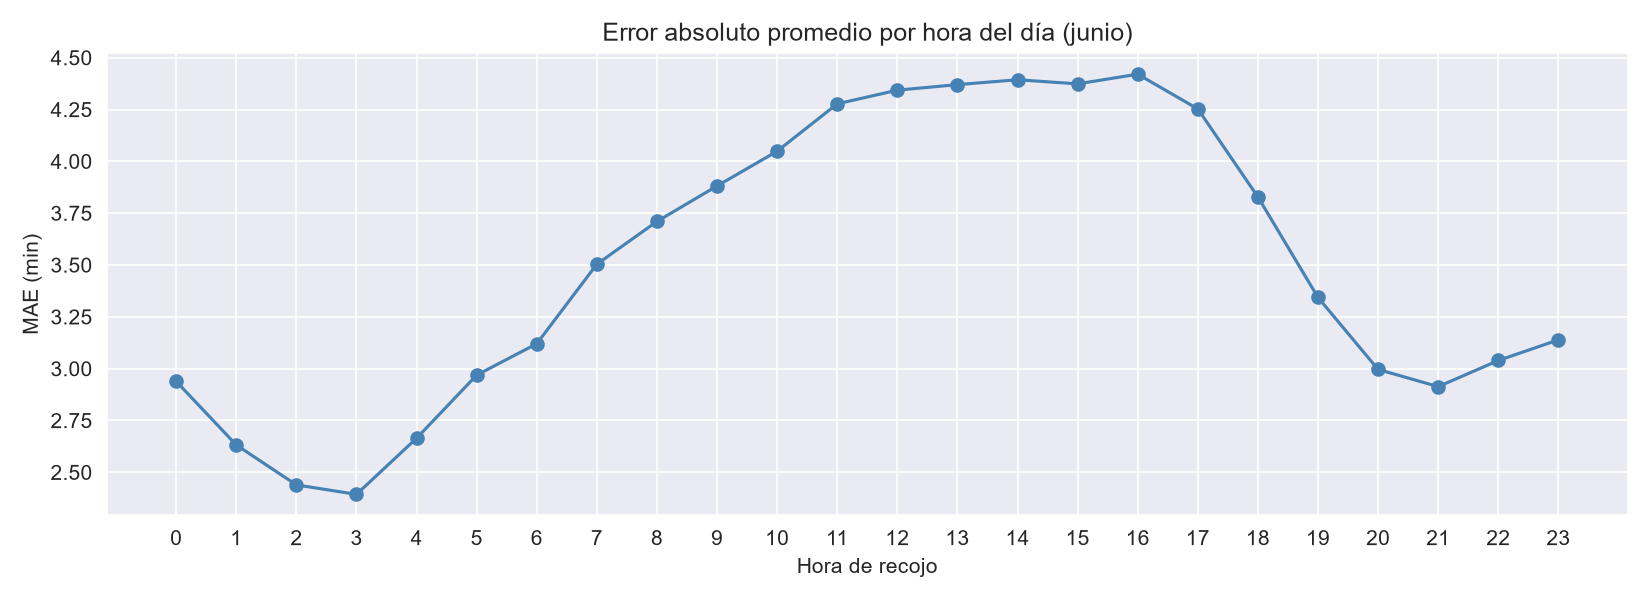 Error absoluto promedio por hora del día (junio)
4.50
4.25
4.00
3.75
3.50
3.25
3.00
2.75
2.50
MAE (min)
0 1 2 3 4 5 6 7 8 9 10 11 12 13 14 15 16 17 18 19 20 21 22 23
Hora de recojo